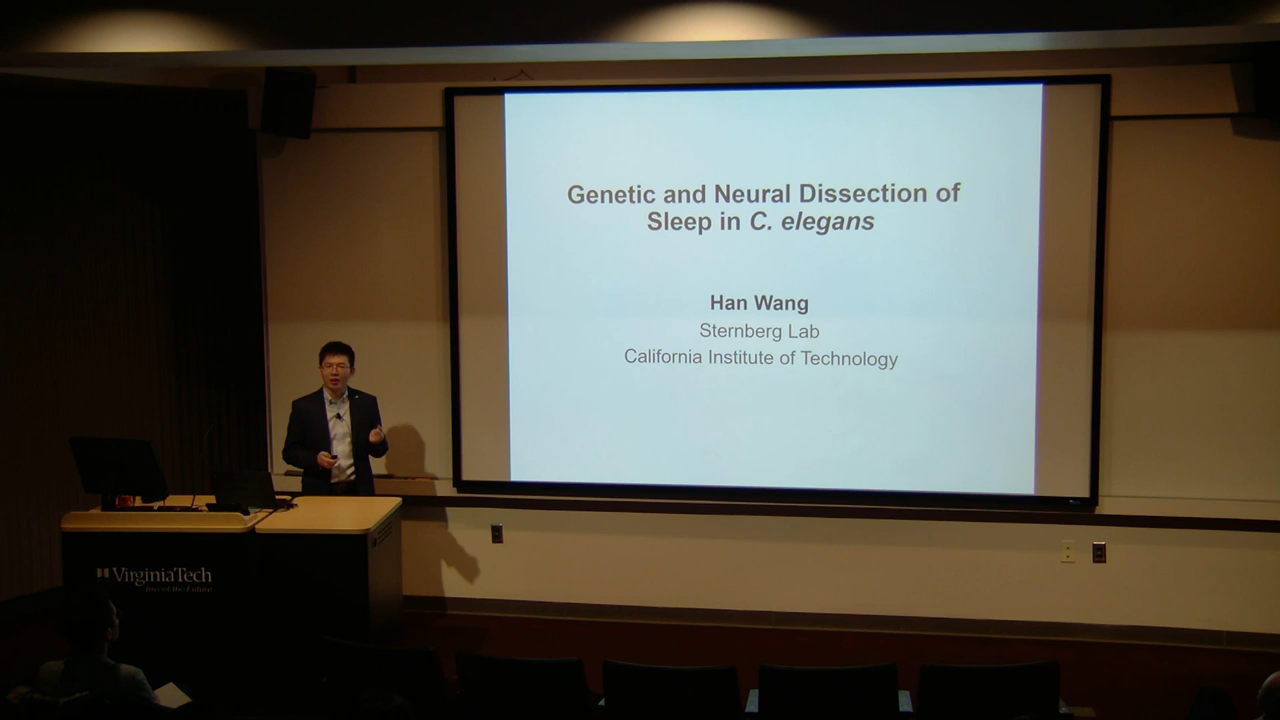 Genetic and Neural Dissection of
Sleep in C. elegans
Han Wang
Sternberg Lab
California Institute of Technology
VirginiaTech
Invent the Future